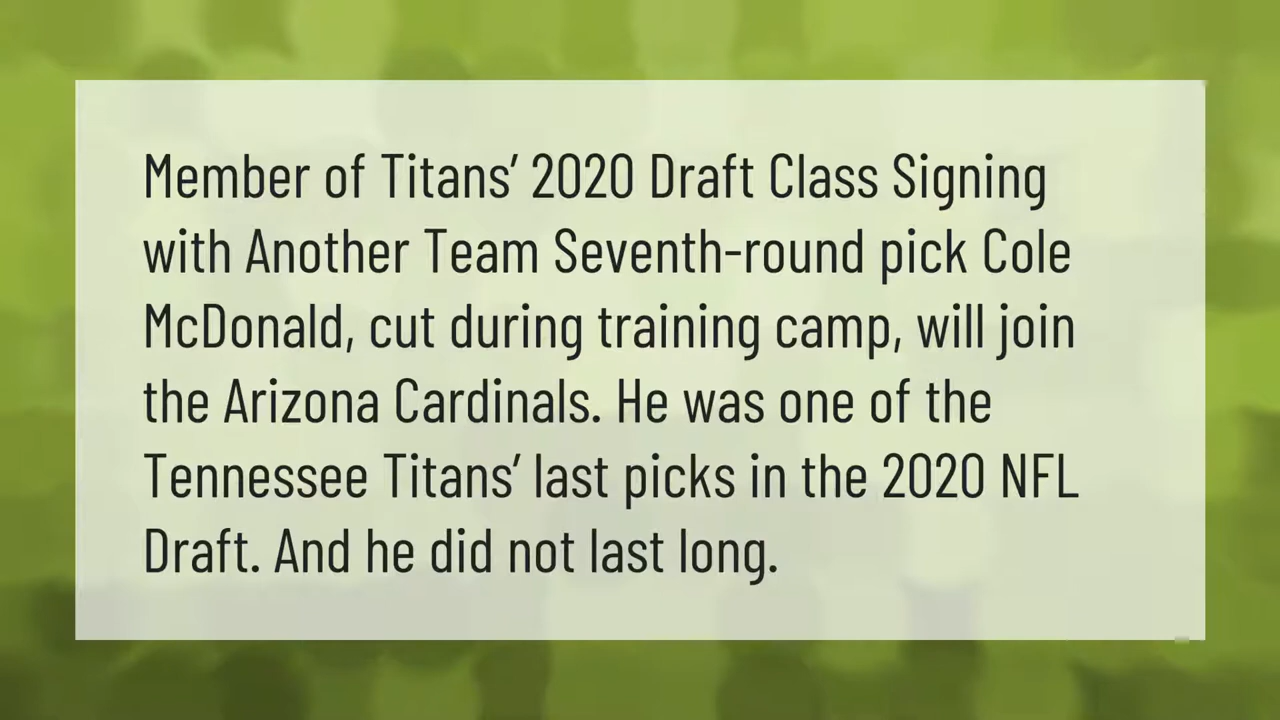 Member of Titans’ 2020 Draft Class Signing
with Another Team Seventh-round pick Cole
McDonald, cut during training camp, will join
the Arizona Cardinals. He was one of the
Tennessee Titans’ last picks in the 2020 NFL
Draft. And he did not last long.